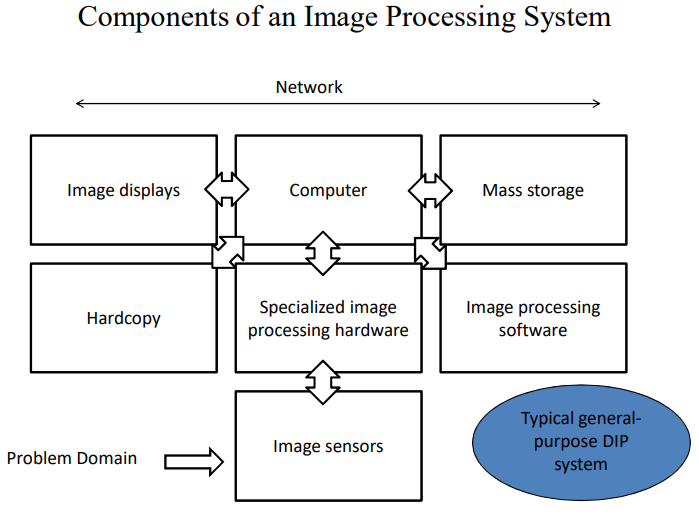 Components of an Image Processing System
Network
Image displays
Computer
Mass storage
Hardcopy
Specialized image
processing hardware
Image processing
software
Image sensors
Typical general-
purpose DIP
system
Problem Domain